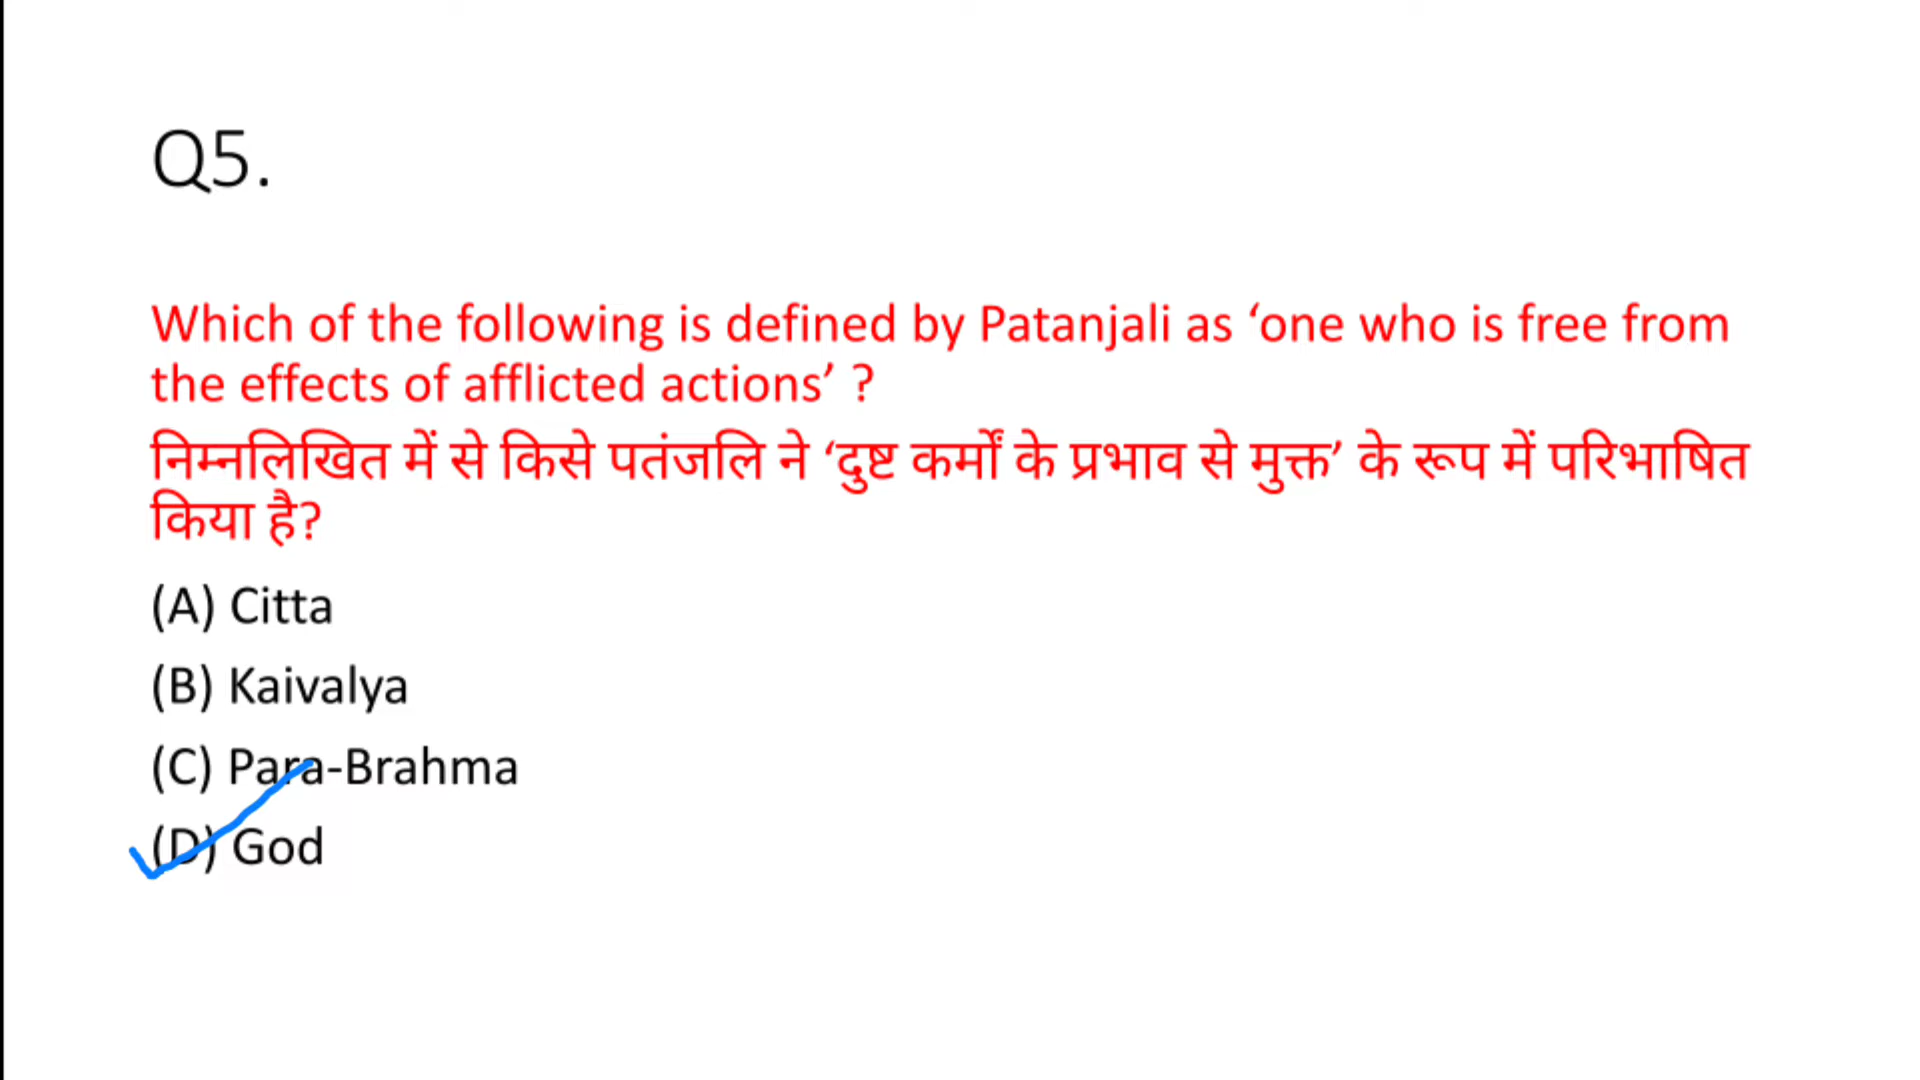 Q5.
Which of the following is defined by Patanjali as ‘one who is free from
the effects of afflicted actions’ ?
निम्नलिखित में से किसे पतंजलि ने ‘दुष्ट कर्मों के प्रभाव से मुक्त’ के रूप में परिभाषित
किया है?
(A) Citta
(B) Kaivalya
(C) Para-Brahma
(D) God